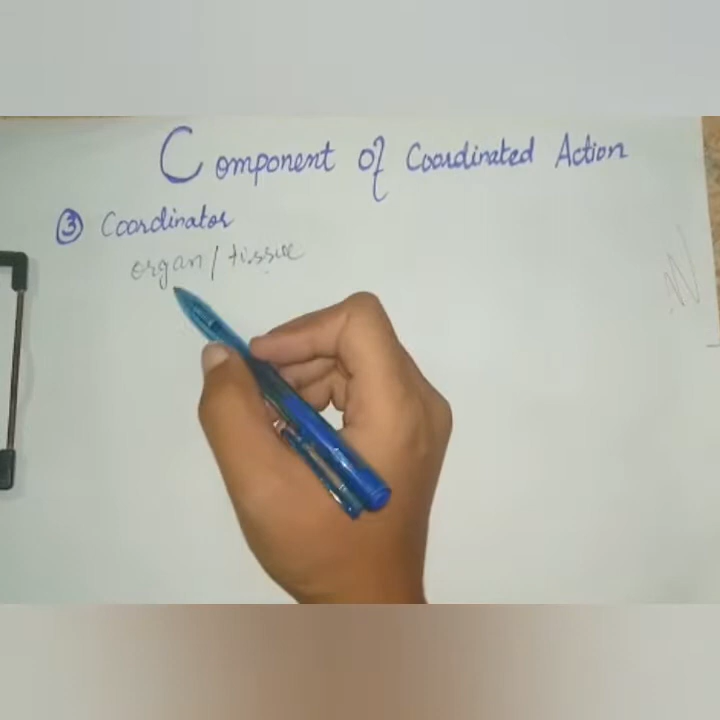 Component of Coordinated Action
③ Coordinator
organ / tissue